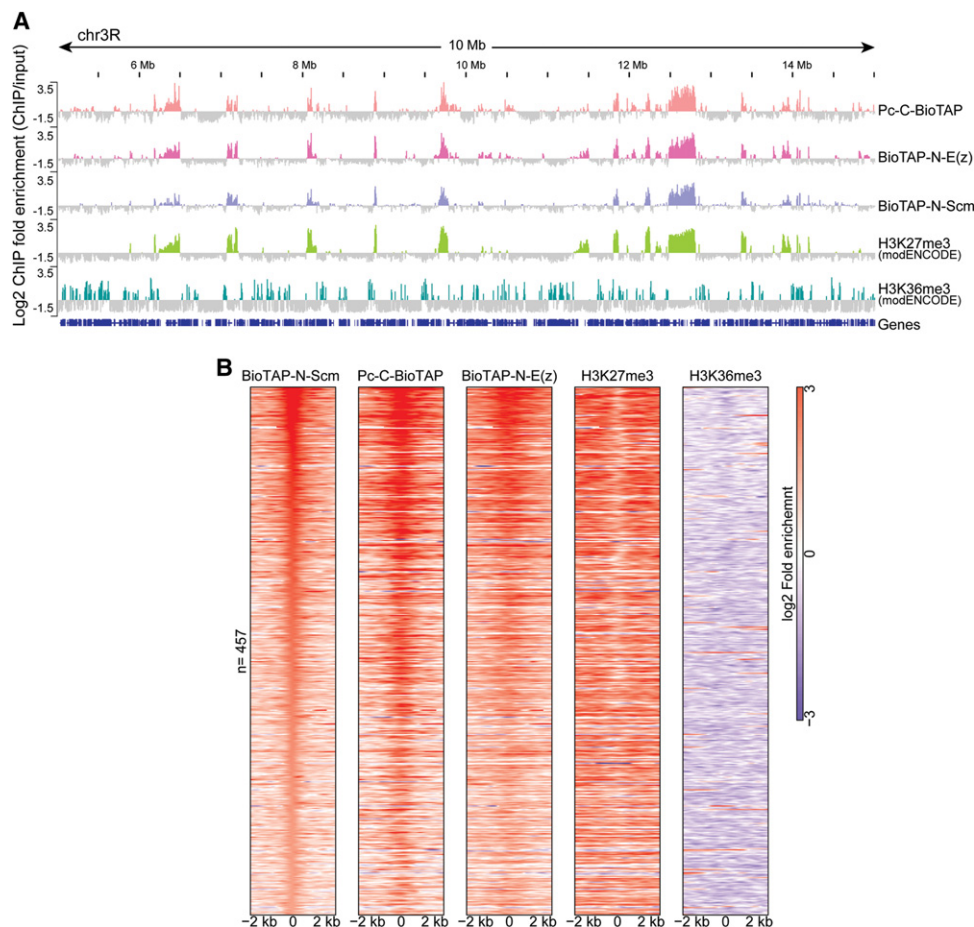 A
chr3R
10 Mb
6 Mb 8 Mb 10 Mb 12 Mb 14 Mb
Log2 ChIP fold enrichment (ChIP/input)
3.5
-1.5
Pc-C-BioTAP
3.5
-1.5
BioTAP-N-E(z)
3.5
-1.5
BioTAP-N-Scm
3.5
-1.5
H3K27me3
(modENCODE)
3.5
-1.5
H3K36me3
(modENCODE)
Genes
B
BioTAP-N-Scm Pc-C-BioTAP BioTAP-N-E(z) H3K27me3 H3K36me3
n= 457
3
0
−3
log2 Fold enrichemnt
−2 kb 0 2 kb −2 kb 0 2 kb −2 kb 0 2 kb −2 kb 0 2 kb −2 kb 0 2 kb